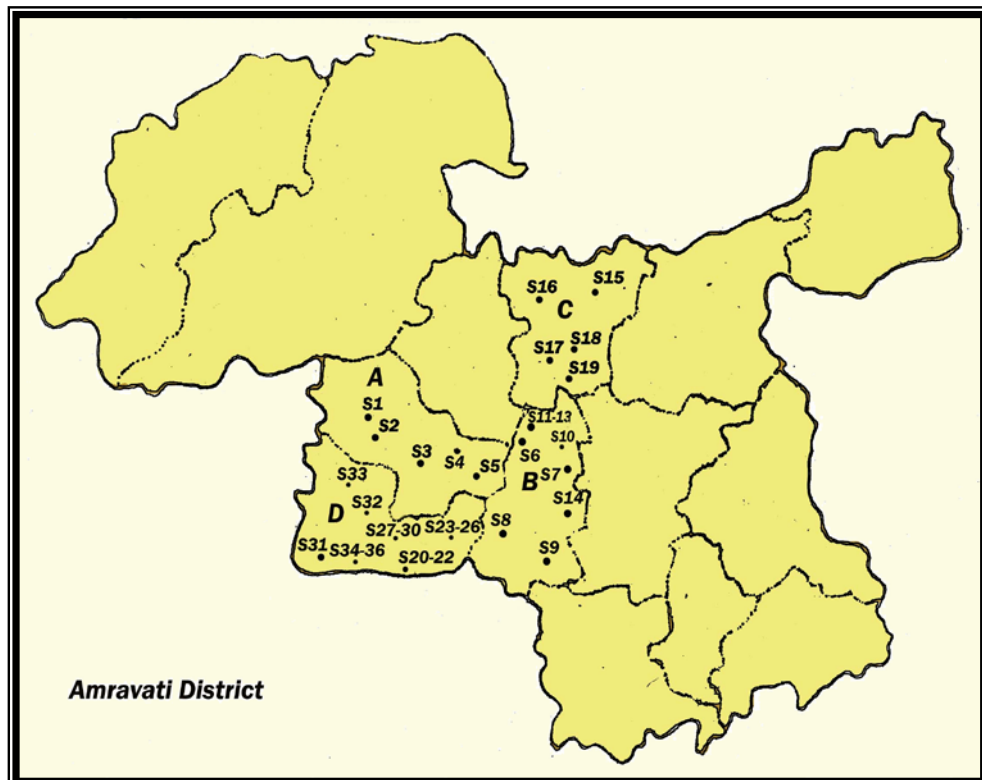 S16
S15
C
S18
S17
S19
A
S1
S2
S11-13
S10
S3
S4
S6
S5
S7
B
S33
S14
S32
D
S27-30
S23-26
S8
S31
S34-36
S20-22
S9
Amravati District